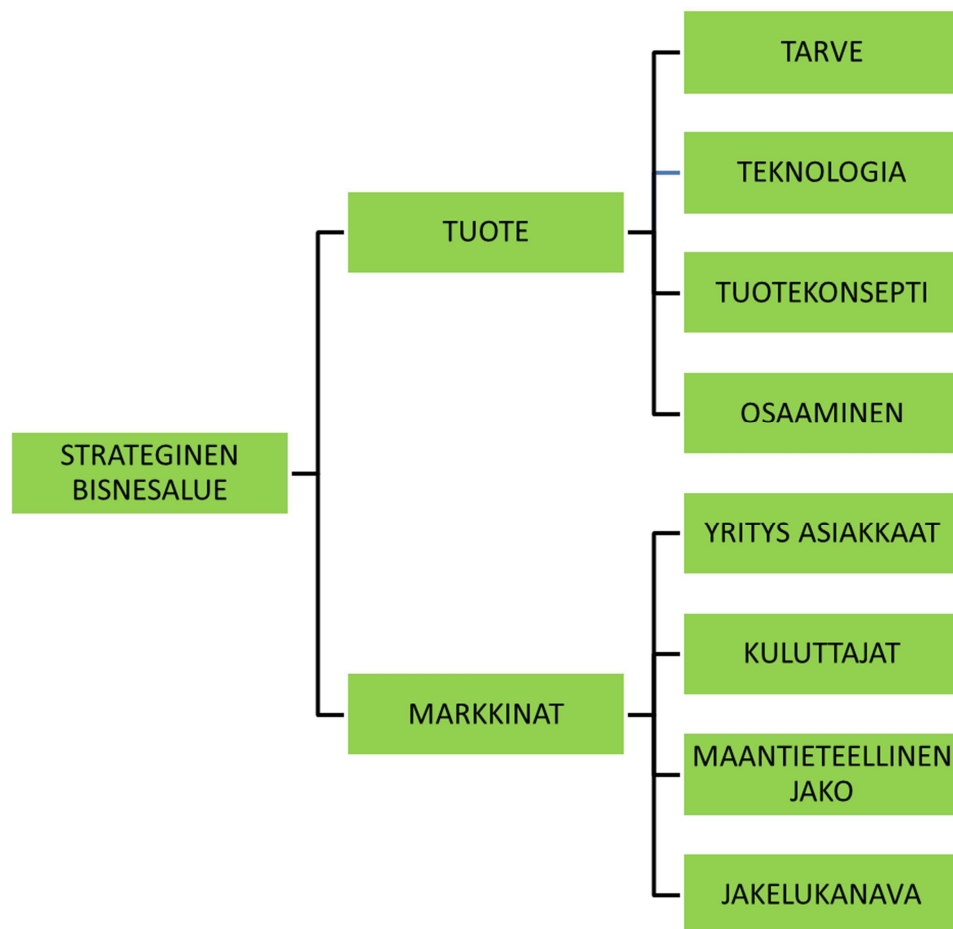 TARVE
TEKNOLOGIA
TUOTE
TUOTEKONSEPTI
OSAAMINEN
STRATEGINEN
BISNESALUE
YRITYS ASIAKKAAT
KULUTTAJAT
MARKKINAT
MAANTIETEELLINEN
JAKO
JAKELUKANAVA